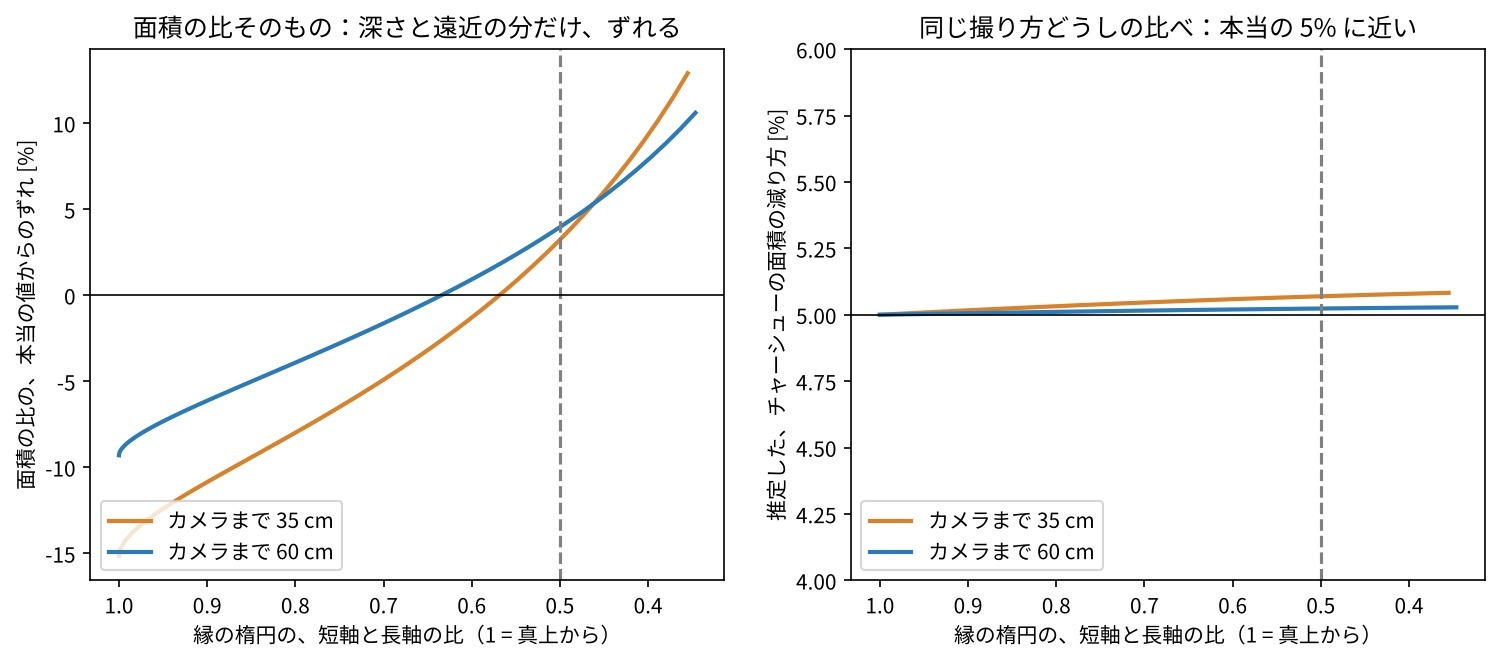 面積の比そのもの：深さと遠近の分だけ、ずれる
面積の比の、本当の値からのずれ [%]
10
5
0
-5
-10
-15
カメラまで 35 cm
カメラまで 60 cm
1.0 0.9 0.8 0.7 0.6 0.5 0.4
縁の楕円の、短軸と長軸の比（1 = 真上から）
同じ撮り方どうしの比べ：本当の 5% に近い
推定した、チャーシューの面積の減り方 [%]
6.00
5.75
5.50
5.25
5.00
4.75
4.50
4.25
4.00
カメラまで 35 cm
カメラまで 60 cm
1.0 0.9 0.8 0.7 0.6 0.5 0.4
縁の楕円の、短軸と長軸の比（1 = 真上から）